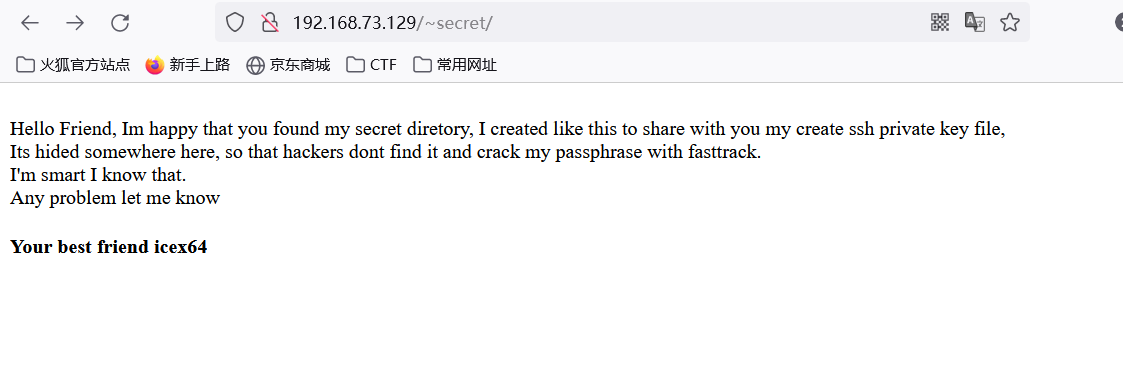 192.168.73.129/~secret/
火狐官方站点 新手上路 京东商城 CTF 常用网址
Hello Friend, Im happy that you found my secret diretory, I created like this to share with you my create ssh private key file,
Its hided somewhere here, so that hackers dont find it and crack my passphrase with fasttrack.
I'm smart I know that.
Any problem let me know
Your best friend icex64